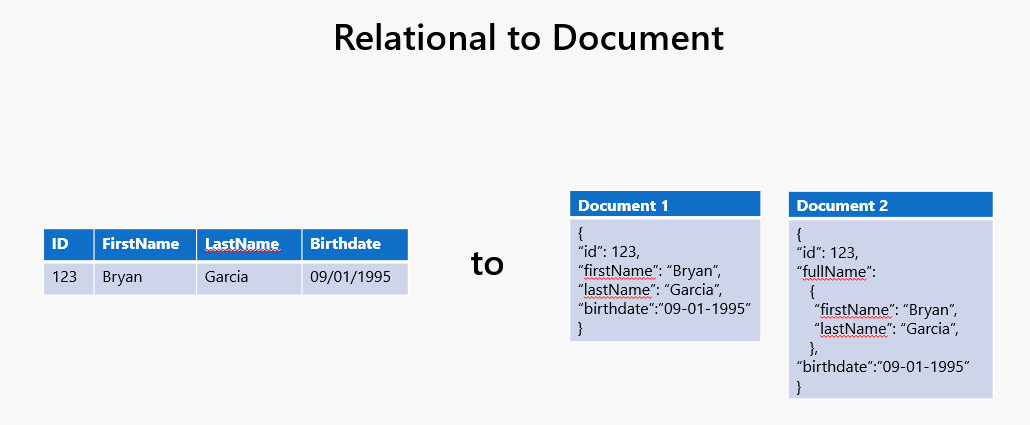 Relational to Document
ID FirstName LastName Birthdate
123 Bryan Garcia 09/01/1995
to
Document 1
{
“id”: 123,
“firstName”: “Bryan”,
“lastName”: “Garcia”,
“birthdate”:”09-01-1995”
}
Document 2
{
“id”: 123,
“fullName”:
{
“firstName”: “Bryan”,
“lastName”: “Garcia”,
},
“birthdate”:”09-01-1995”
}